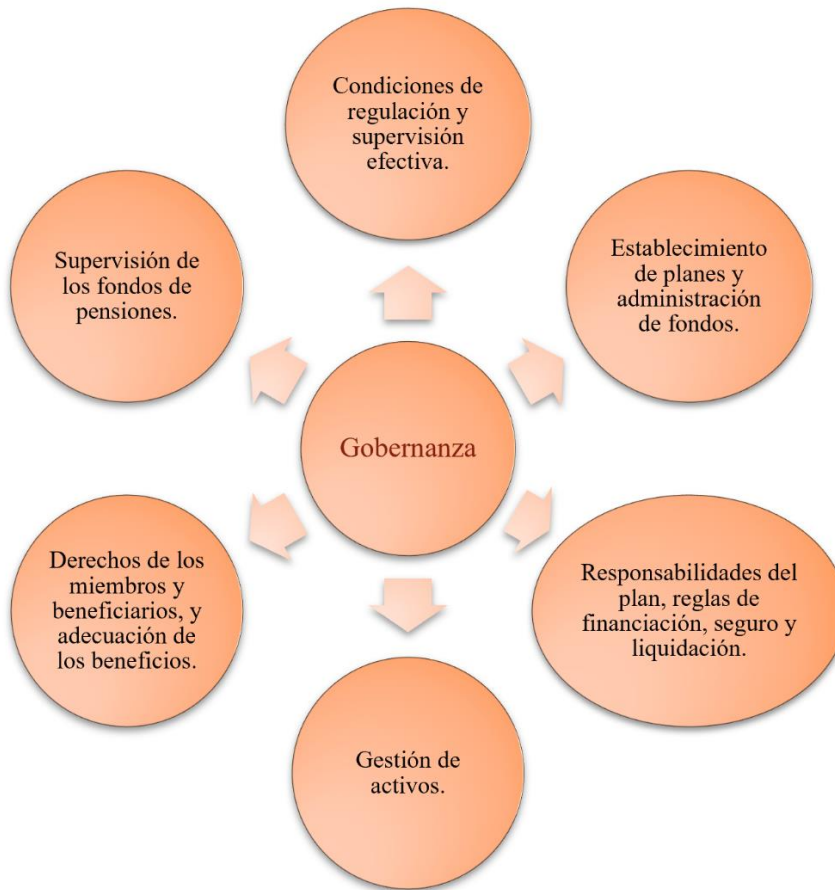 Condiciones de
regulación y
supervisión
efectiva.
Establecimiento
de planes y
administración
de fondos.
Responsabilidades del
plan, reglas de
financiación, seguro y
liquidación.
Gestión de
activos.
Derechos de los
miembros y
beneficiarios, y
adecuación de
los beneficios.
Supervisión de
los fondos de
pensiones.
Gobernanza